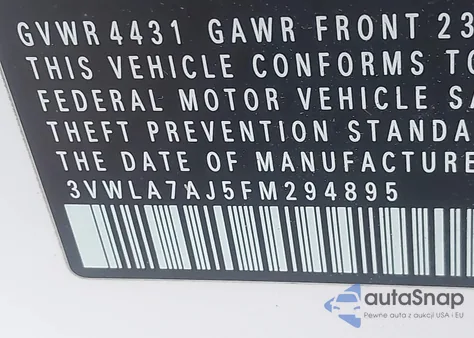 GVWR 4431 GAWR FRONT 23
THIS VEHICLE CONFORMS TO
FEDERAL MOTOR VEHICLE SA
THEFT PREVENTION STANDA
THE DATE OF MANUFACTURE
3VWLA7AJ5FM294895
autoSnap
Pewne auta z aukcji USA i EU